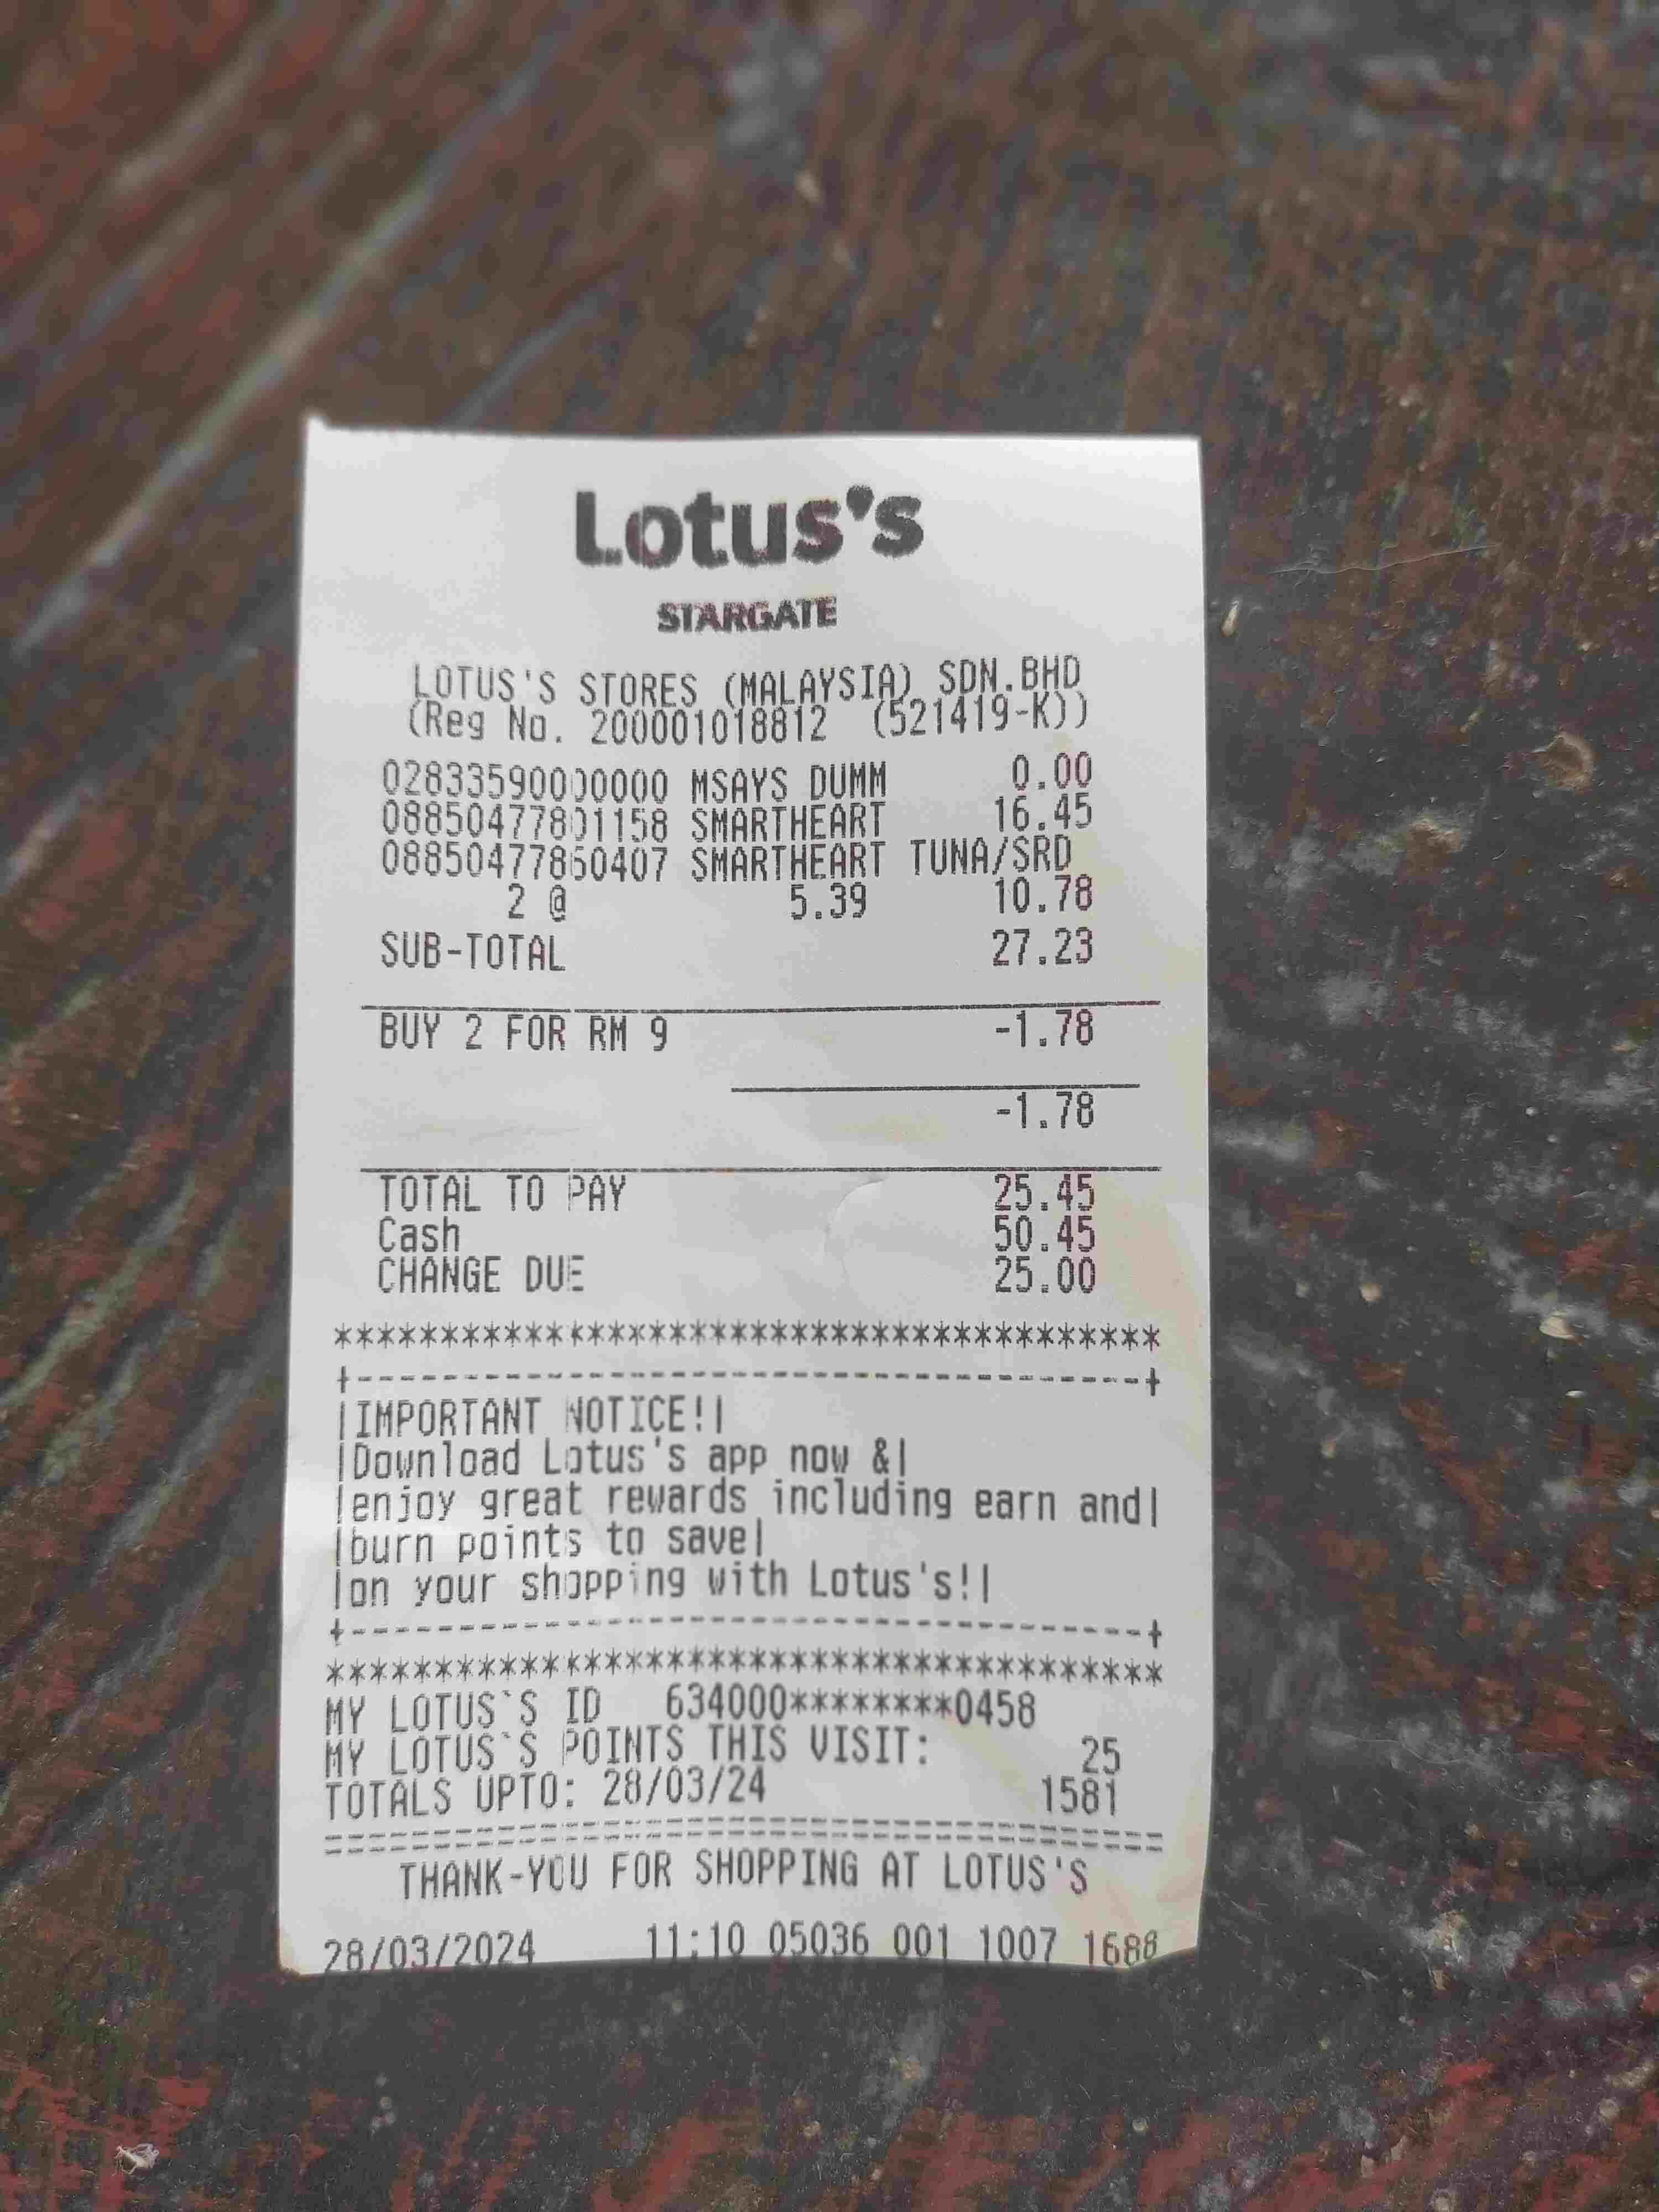 Lotus's
STARGATE
LOTUS'S STORES (MALAYSIA) SDN.BHD
(Reg No. 200001018812 (521419-K))
02833590000000 MSAYS DUMM 0.00
08850477801158 SMARTHEART 16.45
08850477860407 SMARTHEART TUNA/SRD
2 @ 5.39 10.78
SUB-TOTAL 27.23
BUY 2 FOR RM 9 -1.78
-1.78
TOTAL TO PAY 25.45
Cash 50.45
CHANGE DUE 25.00
***************************************
+--------------------------------------+
|IMPORTANT NOTICE!|
|Download Lotus's app now &|
|enjoy great rewards including earn and|
|burn points to save|
|on your shopping with Lotus's!|
+--------------------------------------+
***************************************
MY LOTUS`S ID 634000********0458
MY LOTUS`S POINTS THIS VISIT: 25
TOTALS UPTO: 28/03/24 1581
=======================================
THANK-YOU FOR SHOPPING AT LOTUS'S
28/03/2024 11:10 05036 001 1007 1688